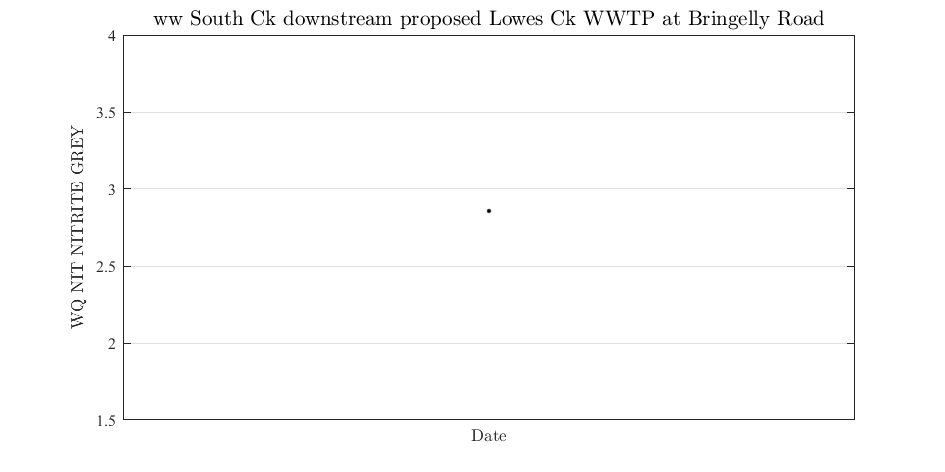 ww South Ck downstream proposed Lowes Ck WWTP at Bringelly Road
4
3.5
3
2.5
2
1.5
WQ NIT NITRITE GREY
Date